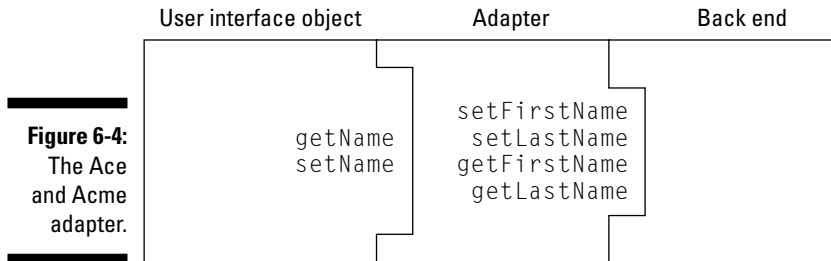 User interface object
Adapter
Back end
Figure 6-4:
The Ace
and Acme
adapter.
getName
setName
setFirstName
setLastName
getFirstName
getLastName